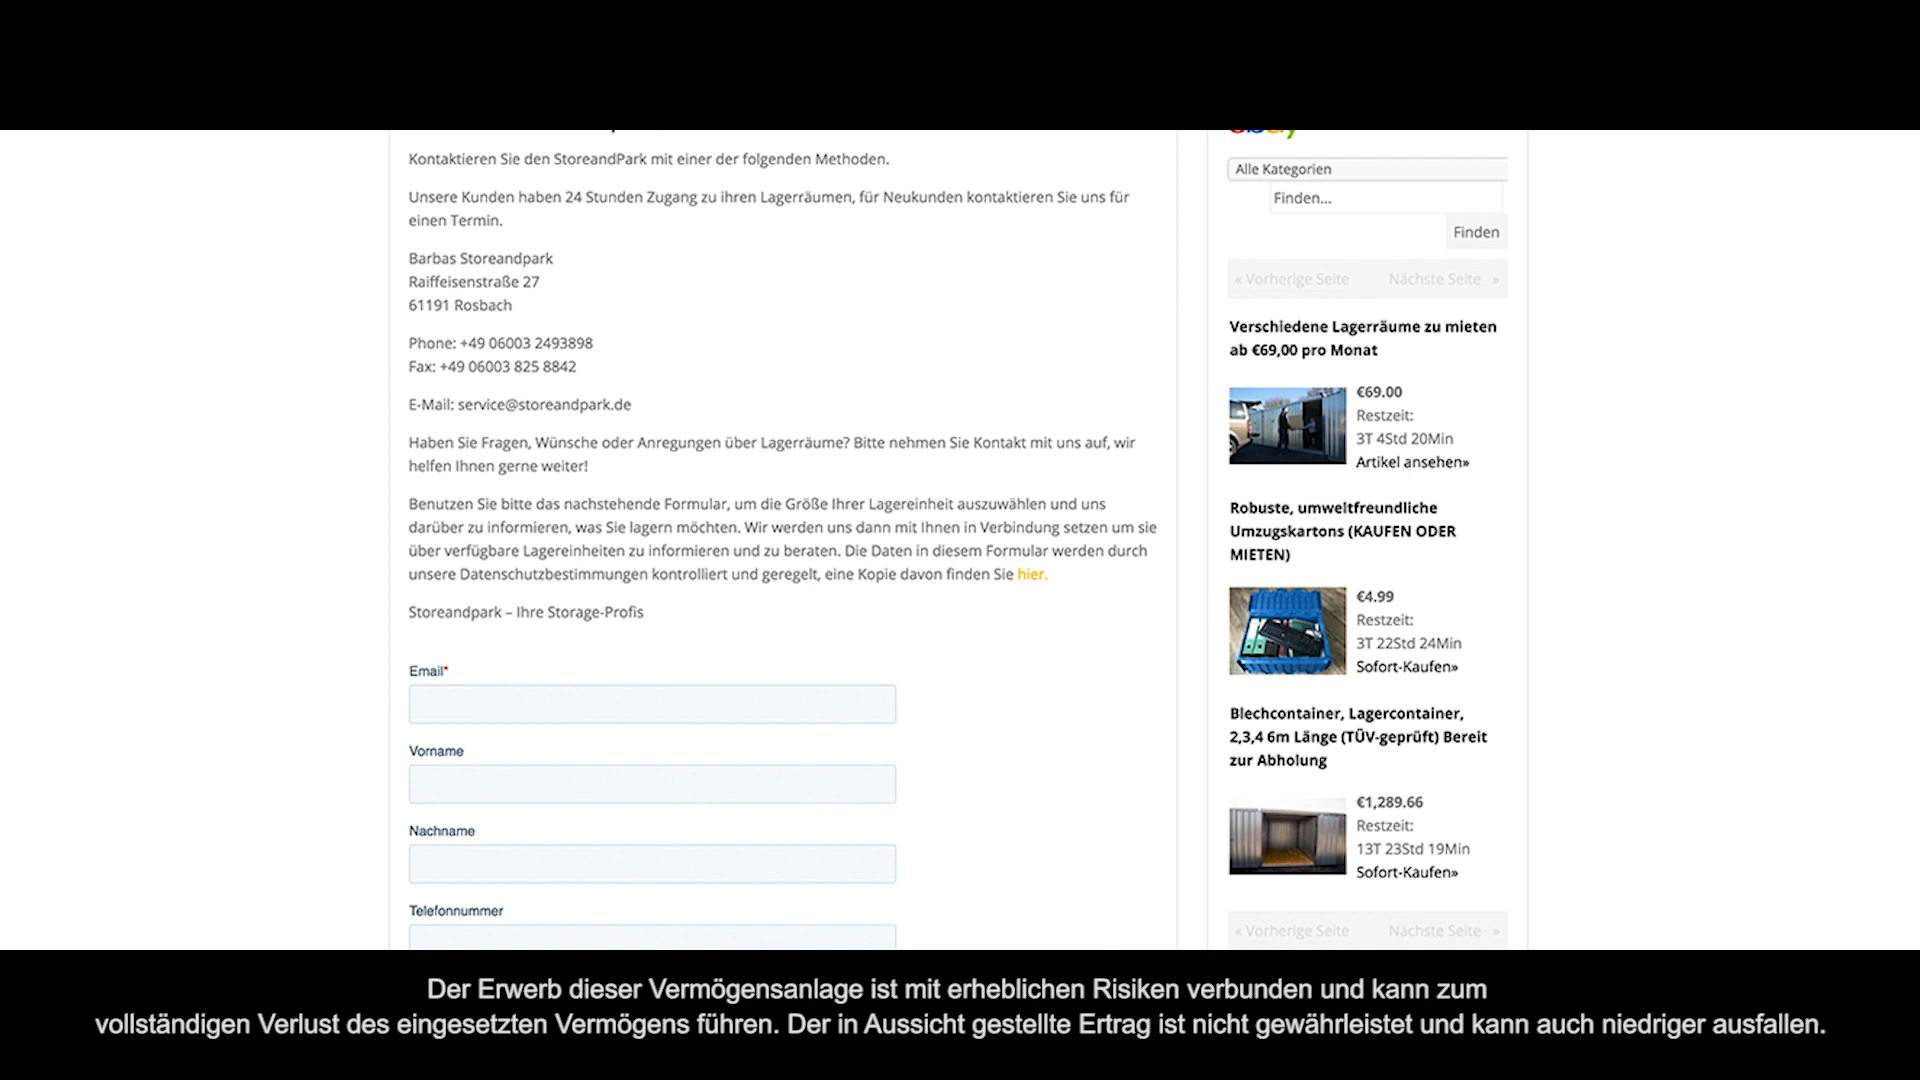 Kontaktieren Sie den StoreandPark mit einer der folgenden Methoden.
Unsere Kunden haben 24 Stunden Zugang zu ihren Lagerräumen, für Neukunden kontaktieren Sie uns für
einen Termin.
Barbas Storeandpark
Raiffeisenstraße 27
61191 Rosbach
Phone: +49 06003 2493898
Fax: +49 06003 825 8842
E-Mail: service@storeandpark.de
Haben Sie Fragen, Wünsche oder Anregungen über Lagerräume? Bitte nehmen Sie Kontakt mit uns auf, wir
helfen Ihnen gerne weiter!
Benutzen Sie bitte das nachstehende Formular, um die Größe Ihrer Lagereinheit auszuwählen und uns
darüber zu informieren, was Sie lagern möchten. Wir werden uns dann mit Ihnen in Verbindung setzen um sie
über verfügbare Lagereinheiten zu informieren und zu beraten. Die Daten in diesem Formular werden durch
unsere Datenschutzbestimmungen kontrolliert und geregelt, eine Kopie davon finden Sie hier.
Storeandpark – Ihre Storage-Profis
Email*
Vorname
Nachname
Telefonnummer
Alle Kategorien
Finden...
Finden
« Vorherige Seite Nächste Seite »
Verschiedene Lagerräume zu mieten
ab €69,00 pro Monat
€69.00
Restzeit:
3T 4Std 20Min
Artikel ansehen»
Robuste, umweltfreundliche
Umzugskartons (KAUFEN ODER
MIETEN)
€4.99
Restzeit:
3T 22Std 24Min
Sofort-Kaufen»
Blechcontainer, Lagercontainer,
2,3,4 6m Länge (TÜV-geprüft) Bereit
zur Abholung
€1,289.66
Restzeit:
13T 23Std 19Min
Sofort-Kaufen»
« Vorherige Seite Nächste Seite »
Der Erwerb dieser Vermögensanlage ist mit erheblichen Risiken verbunden und kann zum
vollständigen Verlust des eingesetzten Vermögens führen. Der in Aussicht gestellte Ertrag ist nicht gewährleistet und kann auch niedriger ausfallen.